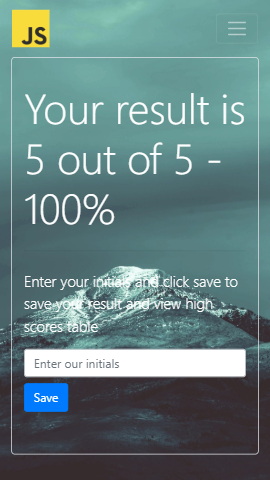 JS
Your result is
5 out of 5 -
100%
Enter your initials and click save to
save your result and view high
scores table
Enter our initials
Save